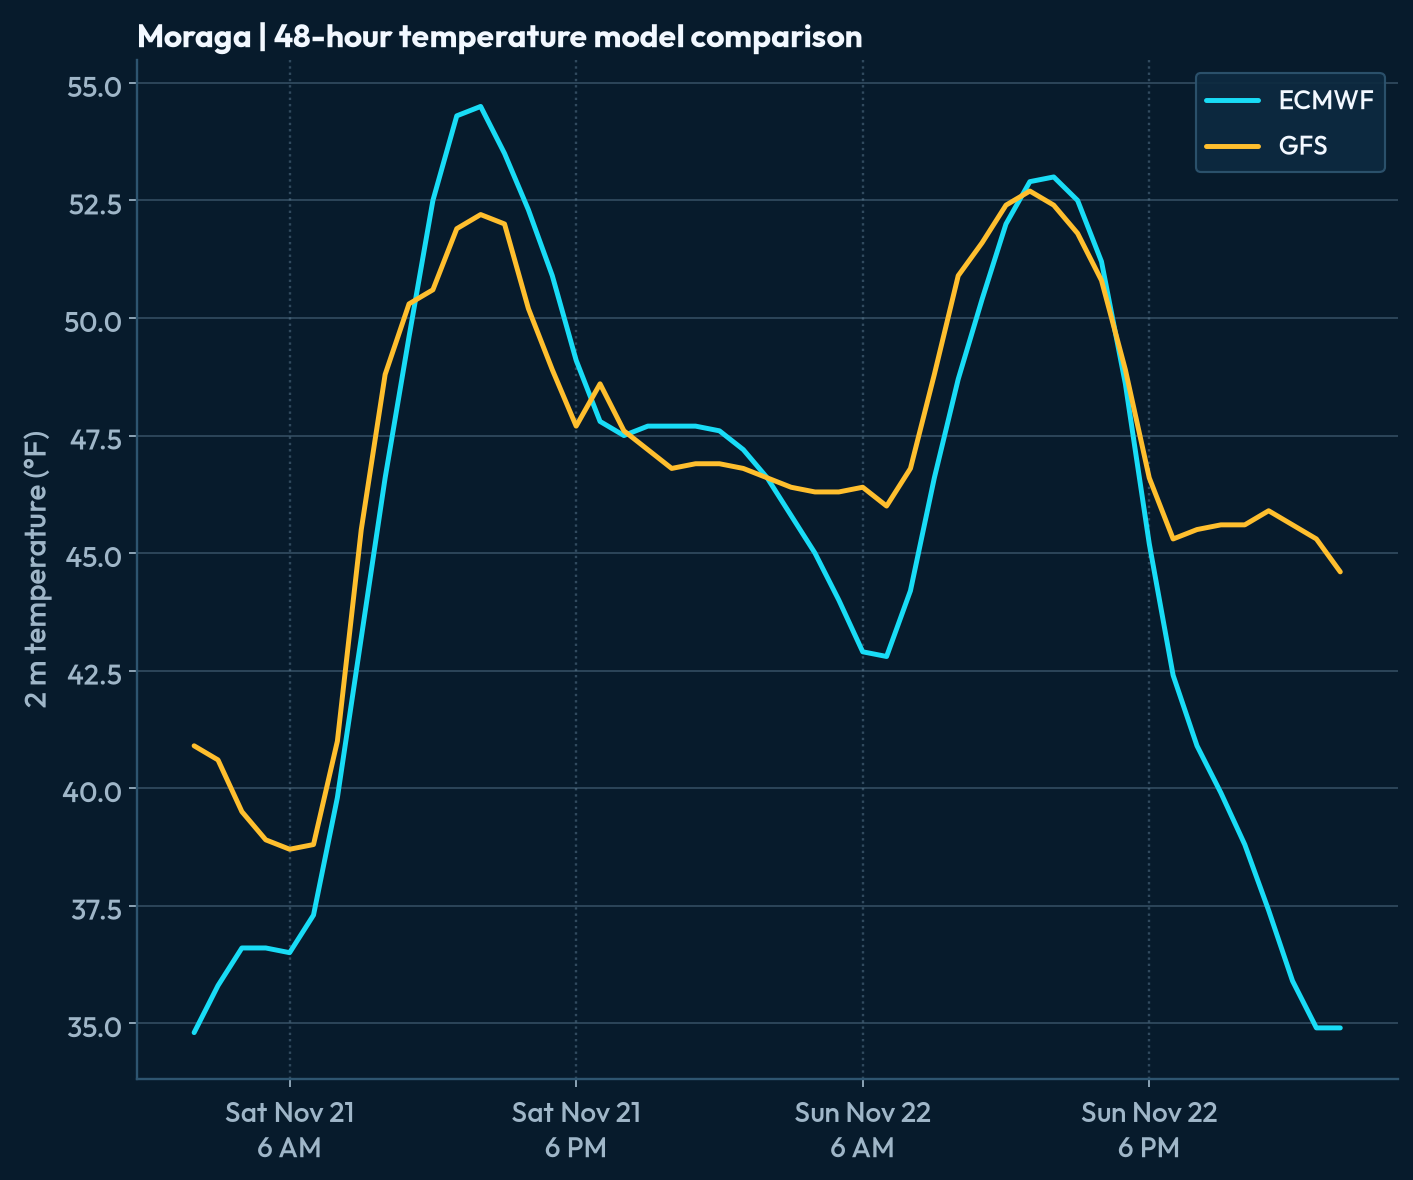 Moraga | 48-hour temperature model comparison
ECMWF
GFS
2 m temperature (°F)
55.0
52.5
50.0
47.5
45.0
42.5
40.0
37.5
35.0
Sat Nov 21
6 AM
Sat Nov 21
6 PM
Sun Nov 22
6 AM
Sun Nov 22
6 PM